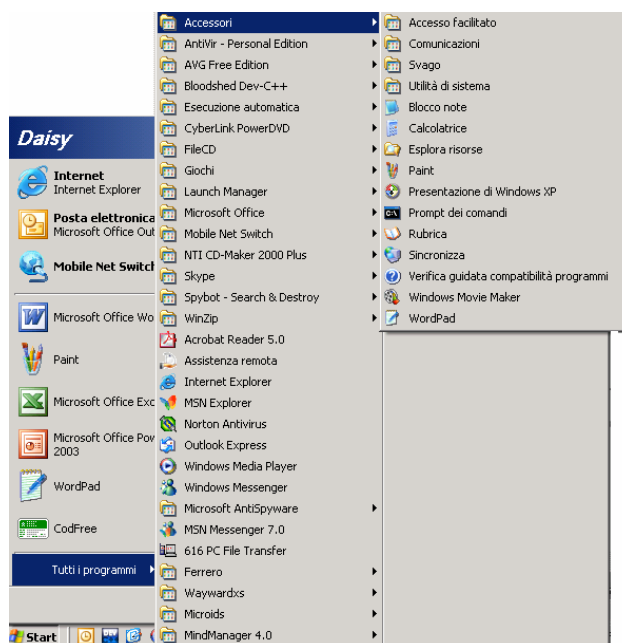 Daisy
Internet
Internet Explorer
Posta elettronica
Microsoft Office Out
Mobile Net Switch
Microsoft Office Wo
Paint
Microsoft Office Exc
Microsoft Office Pow
2003
WordPad
CodFree
Tutti i programmi
Start
Accessori
AntiVir - Personal Edition
AVG Free Edition
Bloodshed Dev-C++
Esecuzione automatica
CyberLink PowerDVD
FileCD
Giochi
Launch Manager
Microsoft Office
Mobile Net Switch
NTI CD-Maker 2000 Plus
Skype
Spybot - Search & Destroy
WinZip
Acrobat Reader 5.0
Assistenza remota
Internet Explorer
MSN Explorer
Norton Antivirus
Outlook Express
Windows Media Player
Windows Messenger
Microsoft AntiSpyware
MSN Messenger 7.0
616 PC File Transfer
Ferrero
Waywardxs
Microids
MindManager 4.0
Accesso facilitato
Comunicazioni
Svago
Utilità di sistema
Blocco note
Calcolatrice
Esplora risorse
Paint
Presentazione di Windows XP
Prompt dei comandi
Rubrica
Sincronizza
Verifica guidata compatibilità programmi
Windows Movie Maker
WordPad